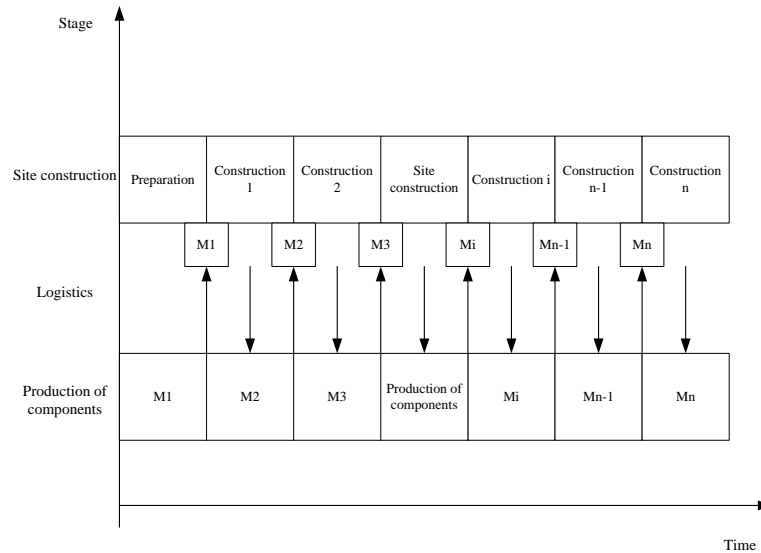 Stage
Site construction
Preparation
Construction
1
Construction
2
Site
construction
Construction i
Construction
n-1
Construction
n
M1
M2
M3
Mi
Mn-1
Mn
Logistics
Production of
components
M1
M2
M3
Production of
components
Mi
Mn-1
Mn
Time